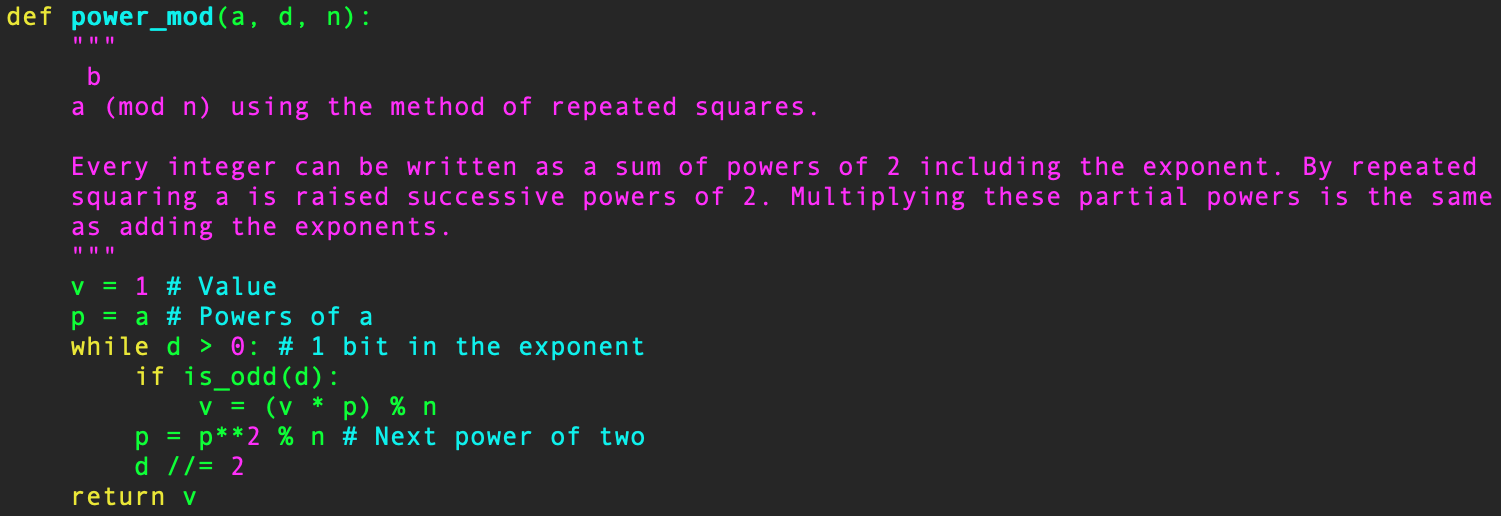 def power_mod(a, d, n):
    """
     b
    a (mod n) using the method of repeated squares.

    Every integer can be written as a sum of powers of 2 including the exponent. By repeated
    squaring a is raised successive powers of 2. Multiplying these partial powers is the same
    as adding the exponents.
    """
    v = 1 # Value
    p = a # Powers of a
    while d > 0: # 1 bit in the exponent
        if is_odd(d):
            v = (v * p) % n
        p = p**2 % n # Next power of two
        d //= 2
    return v